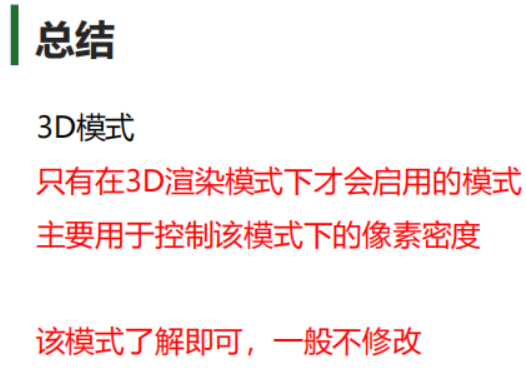 总结
3D模式
只有在3D渲染模式下才会启用的模式
主要用于控制该模式下的像素密度
该模式了解即可，一般不修改